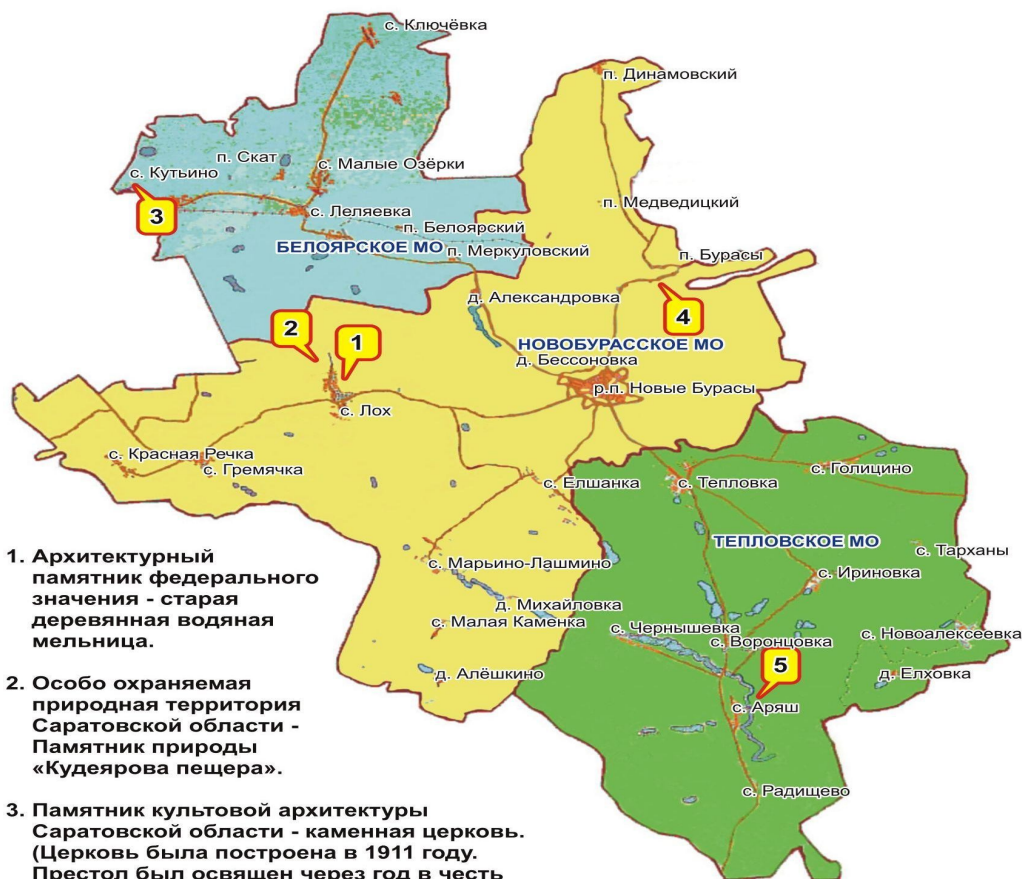 с. Ключёвка
п. Динамовский
п. Скат
с. Малые Озёрки
с. Кутьино
3
с. Леляевка
п. Белоярский
БЕЛОЯРСКОЕ МО
п. Меркуловский
п. Медведицкий
п. Бурасы
д. Александровка
4
2
1
НОВОБУРАССКОЕ МО
д. Бессоновка
р.п. Новые Бурасы
с. Лох
с. Красная Речка
с. Гремячка
с. Елшанка
с. Тепловка
с. Голицино
ТЕПЛОВСКОЕ МО
с. Тарханы
с. Марьино-Лашмино
с. Ириновка
д. Михайловка
с. Малая Каменка
с. Чернышевка
с. Воронцовка
с. Новоалексеевка
5
д. Алёшкино
д. Елховка
с. Аряш
с. Радищево
1. Архитектурный
памятник федерального
значения - старая
деревянная водяная
мельница.
2. Особо охраняемая
природная территория
Саратовской области -
Памятник природы
«Кудеярова пещера».
3. Памятник культовой архитектуры
Саратовской области - каменная церковь.
(Церковь была построена в 1911 году.
Престол был освящен через год в честь